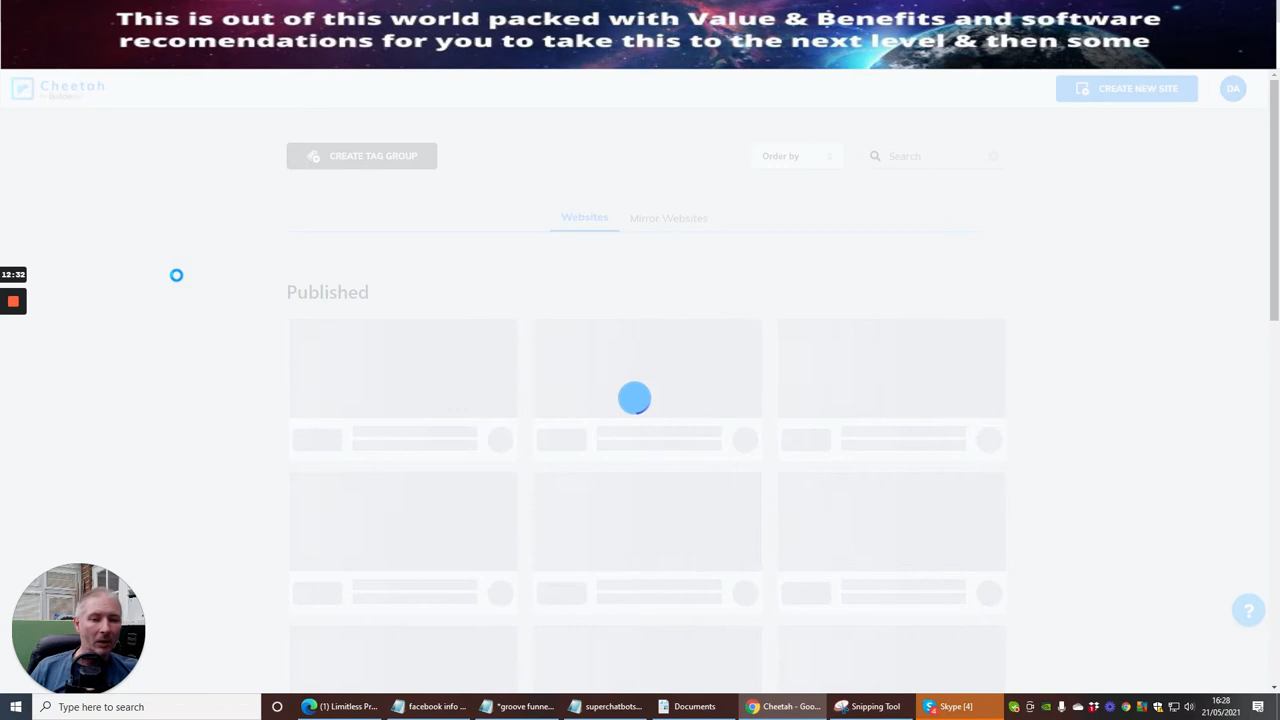 This is out of this world packed with Value & Benefits and software
recomendations for you to take this to the next level & then some
Cheetah
CREATE NEW SITE
DA
CREATE TAG GROUP
Order by
Search
Websites
Mirror Websites
12:32
Published
?
Type here to search
Limitless Pr...
facebook info ...
*groove funne...
superchatbots...
Documents
Cheetah - Goo...
Snipping Tool
Skype [4]
16:28
21/05/2021